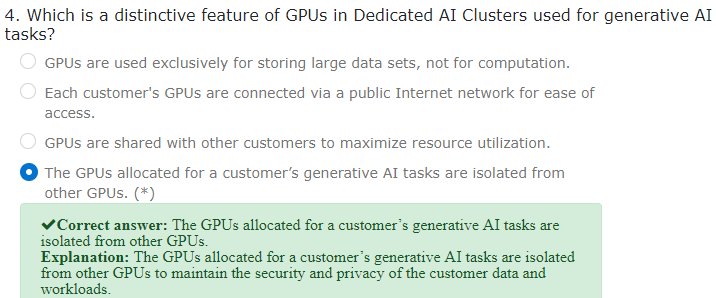 4. Which is a distinctive feature of GPUs in Dedicated AI Clusters used for generative AI
tasks?
GPUs are used exclusively for storing large data sets, not for computation.
Each customer's GPUs are connected via a public Internet network for ease of
access.
GPUs are shared with other customers to maximize resource utilization.
The GPUs allocated for a customer’s generative AI tasks are isolated from
other GPUs. (*)
✔Correct answer: The GPUs allocated for a customer’s generative AI tasks are
isolated from other GPUs.
Explanation: The GPUs allocated for a customer’s generative AI tasks are isolated
from other GPUs to maintain the security and privacy of the customer data and
workloads.